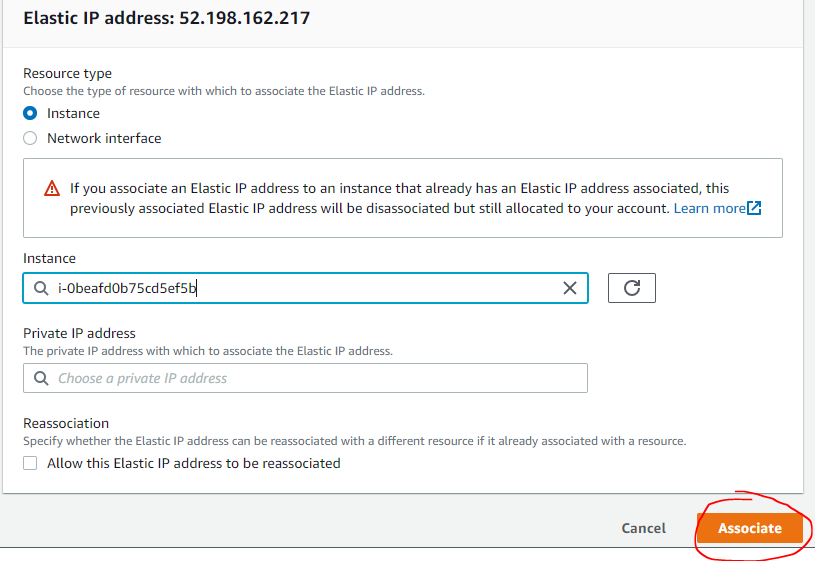 Elastic IP address: 52.198.162.217
Resource type
Choose the type of resource with which to associate the Elastic IP address.
Instance
Network interface
If you associate an Elastic IP address to an instance that already has an Elastic IP address associated, this
previously associated Elastic IP address will be disassociated but still allocated to your account. Learn more
Instance
i-0beafd0b75cd5ef5b
Private IP address
The private IP address with which to associate the Elastic IP address.
Choose a private IP address
Reassociation
Specify whether the Elastic IP address can be reassociated with a different resource if it already associated with a resource.
Allow this Elastic IP address to be reassociated
Cancel
Associate